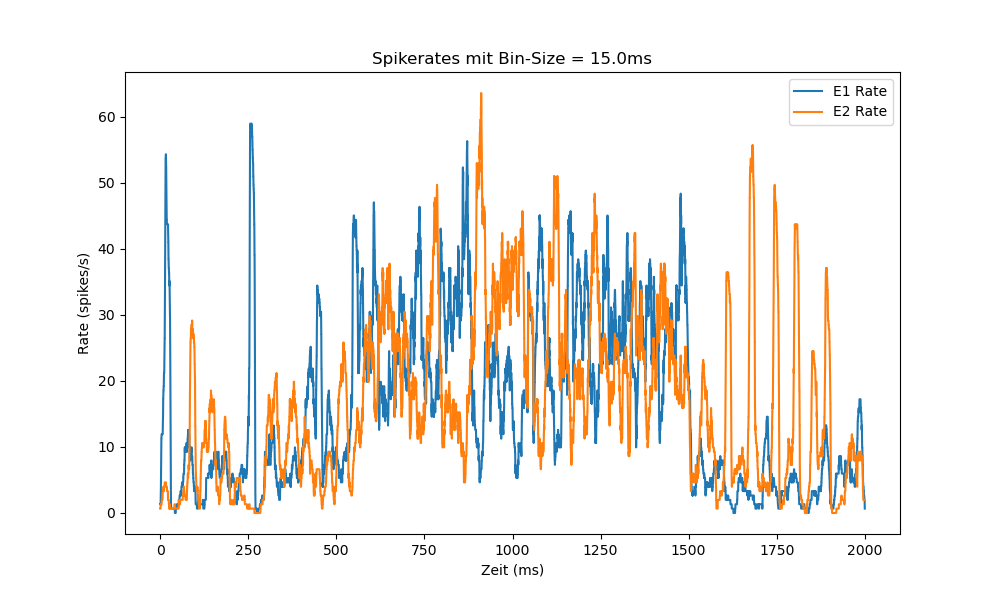 Spikerates mit Bin-Size = 15.0ms
E1 Rate
E2 Rate
Rate (spikes/s)
60
50
40
30
20
10
0
0 250 500 750 1000 1250 1500 1750 2000
Zeit (ms)